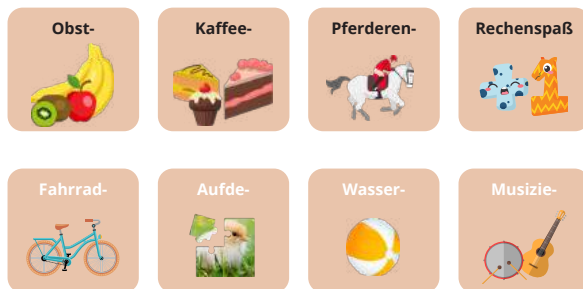 Obst-
Kaffee-
Pferderen-
Rechenspaß
Fahrrad-
Aufde-
Wasser-
Musizie-